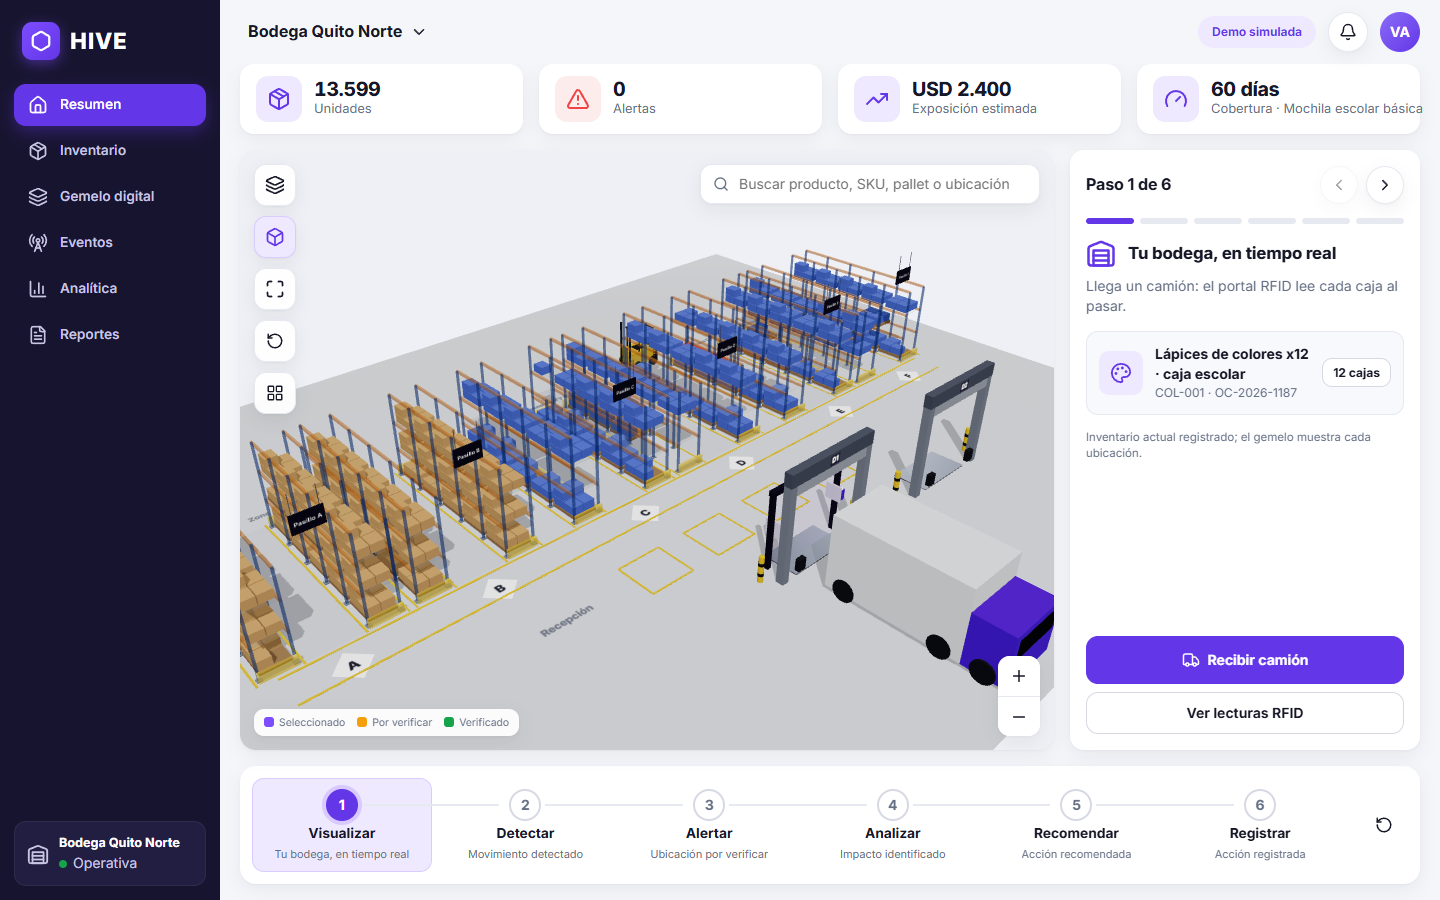 HIVE
Resumen
Inventario
Gemelo digital
Eventos
Analítica
Reportes
Bodega Quito Norte
Operativa
Bodega Quito Norte
Demo simulada
VA
13.599
Unidades
0
Alertas
USD 2.400
Exposición estimada
60 días
Cobertura · Mochila escolar básica
Buscar producto, SKU, pallet o ubicación
Pasillo A
Pasillo B
Pasillo C
A
B
C
D
E
F
01
02
Recepción
Seleccionado
Por verificar
Verificado
+
−
Paso 1 de 6
Tu bodega, en tiempo real
Llega un camión: el portal RFID lee cada caja al
pasar.
Lápices de colores x12
· caja escolar
COL-001 · OC-2026-1187
12 cajas
Inventario actual registrado; el gemelo muestra cada
ubicación.
Recibir camión
Ver lecturas RFID
1
Visualizar
Tu bodega, en tiempo real
2
Detectar
Movimiento detectado
3
Alertar
Ubicación por verificar
4
Analizar
Impacto identificado
5
Recomendar
Acción recomendada
6
Registrar
Acción registrada